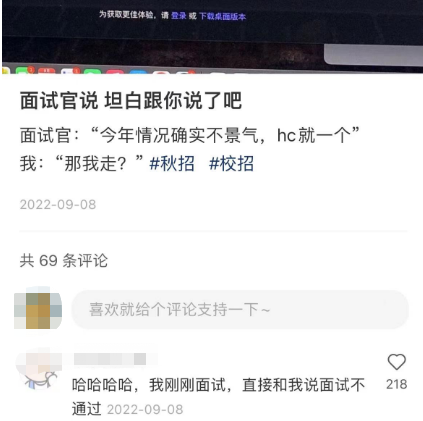 为获取更佳体验，请 登录 或 下载桌面版本
面试官说 坦白跟你说了吧
面试官：“今年情况确实不景气，hc就一个”
我：“那我走？” #秋招 #校招
2022-09-08
共 69 条评论
喜欢就给个评论支持一下~
哈哈哈哈，我刚刚面试，直接和我说面试不
218
通过 2022-09-08